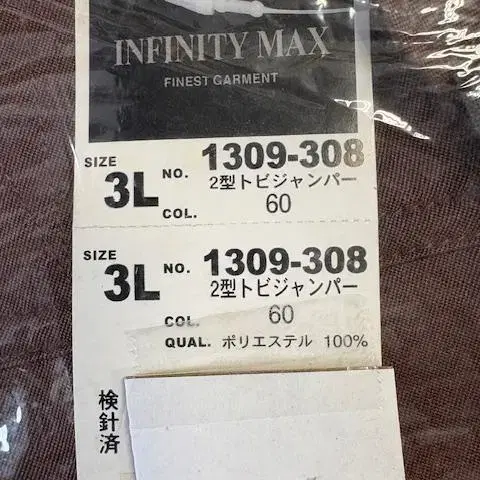 INFINITY MAX
FINEST GARMENT
SIZE 3L NO. 1309-308
2型トビジャンパー
COL. 60
SIZE 3L NO. 1309-308
2型トビジャンパー
COL. 60
QUAL. ポリエステル 100%
検針済